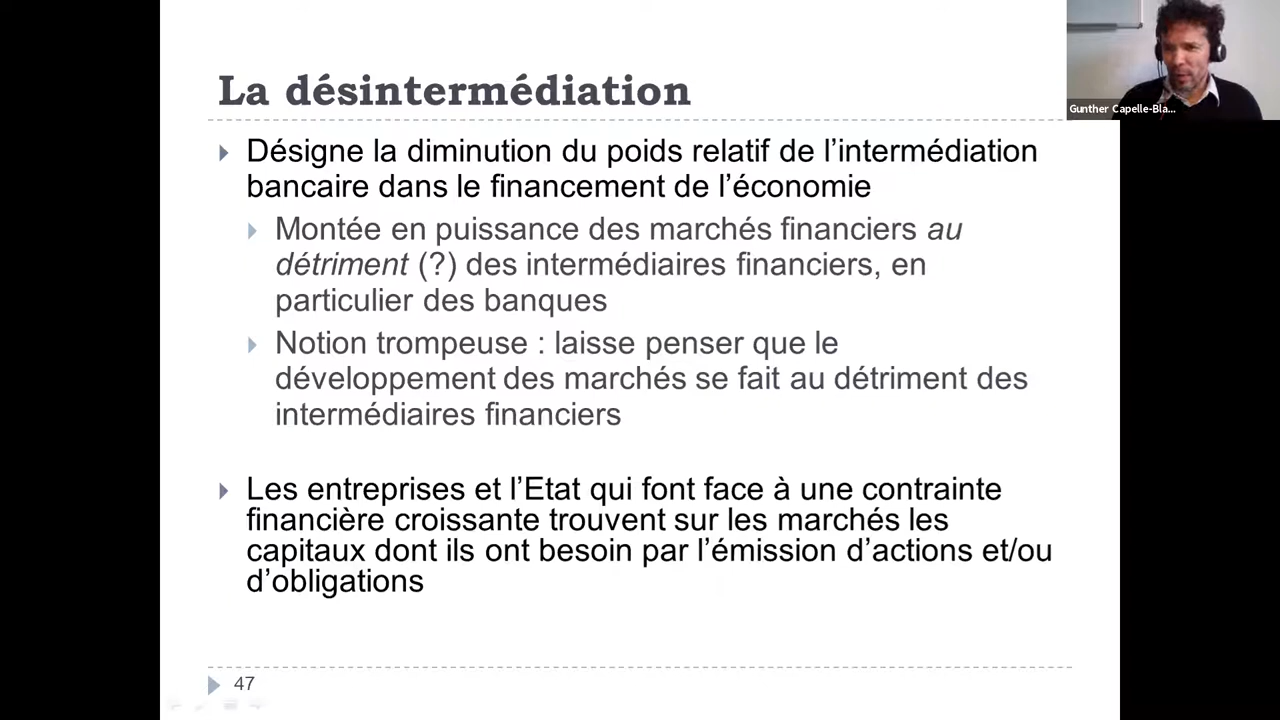 La désintermédiation
Gunther Capelle-Bla...
Désigne la diminution du poids relatif de l’intermédiation
bancaire dans le financement de l’économie
Montée en puissance des marchés financiers au
détriment (?) des intermédiaires financiers, en
particulier des banques
Notion trompeuse : laisse penser que le
développement des marchés se fait au détriment des
intermédiaires financiers
Les entreprises et l’Etat qui font face à une contrainte
financière croissante trouvent sur les marchés les
capitaux dont ils ont besoin par l’émission d’actions et/ou
d’obligations
47